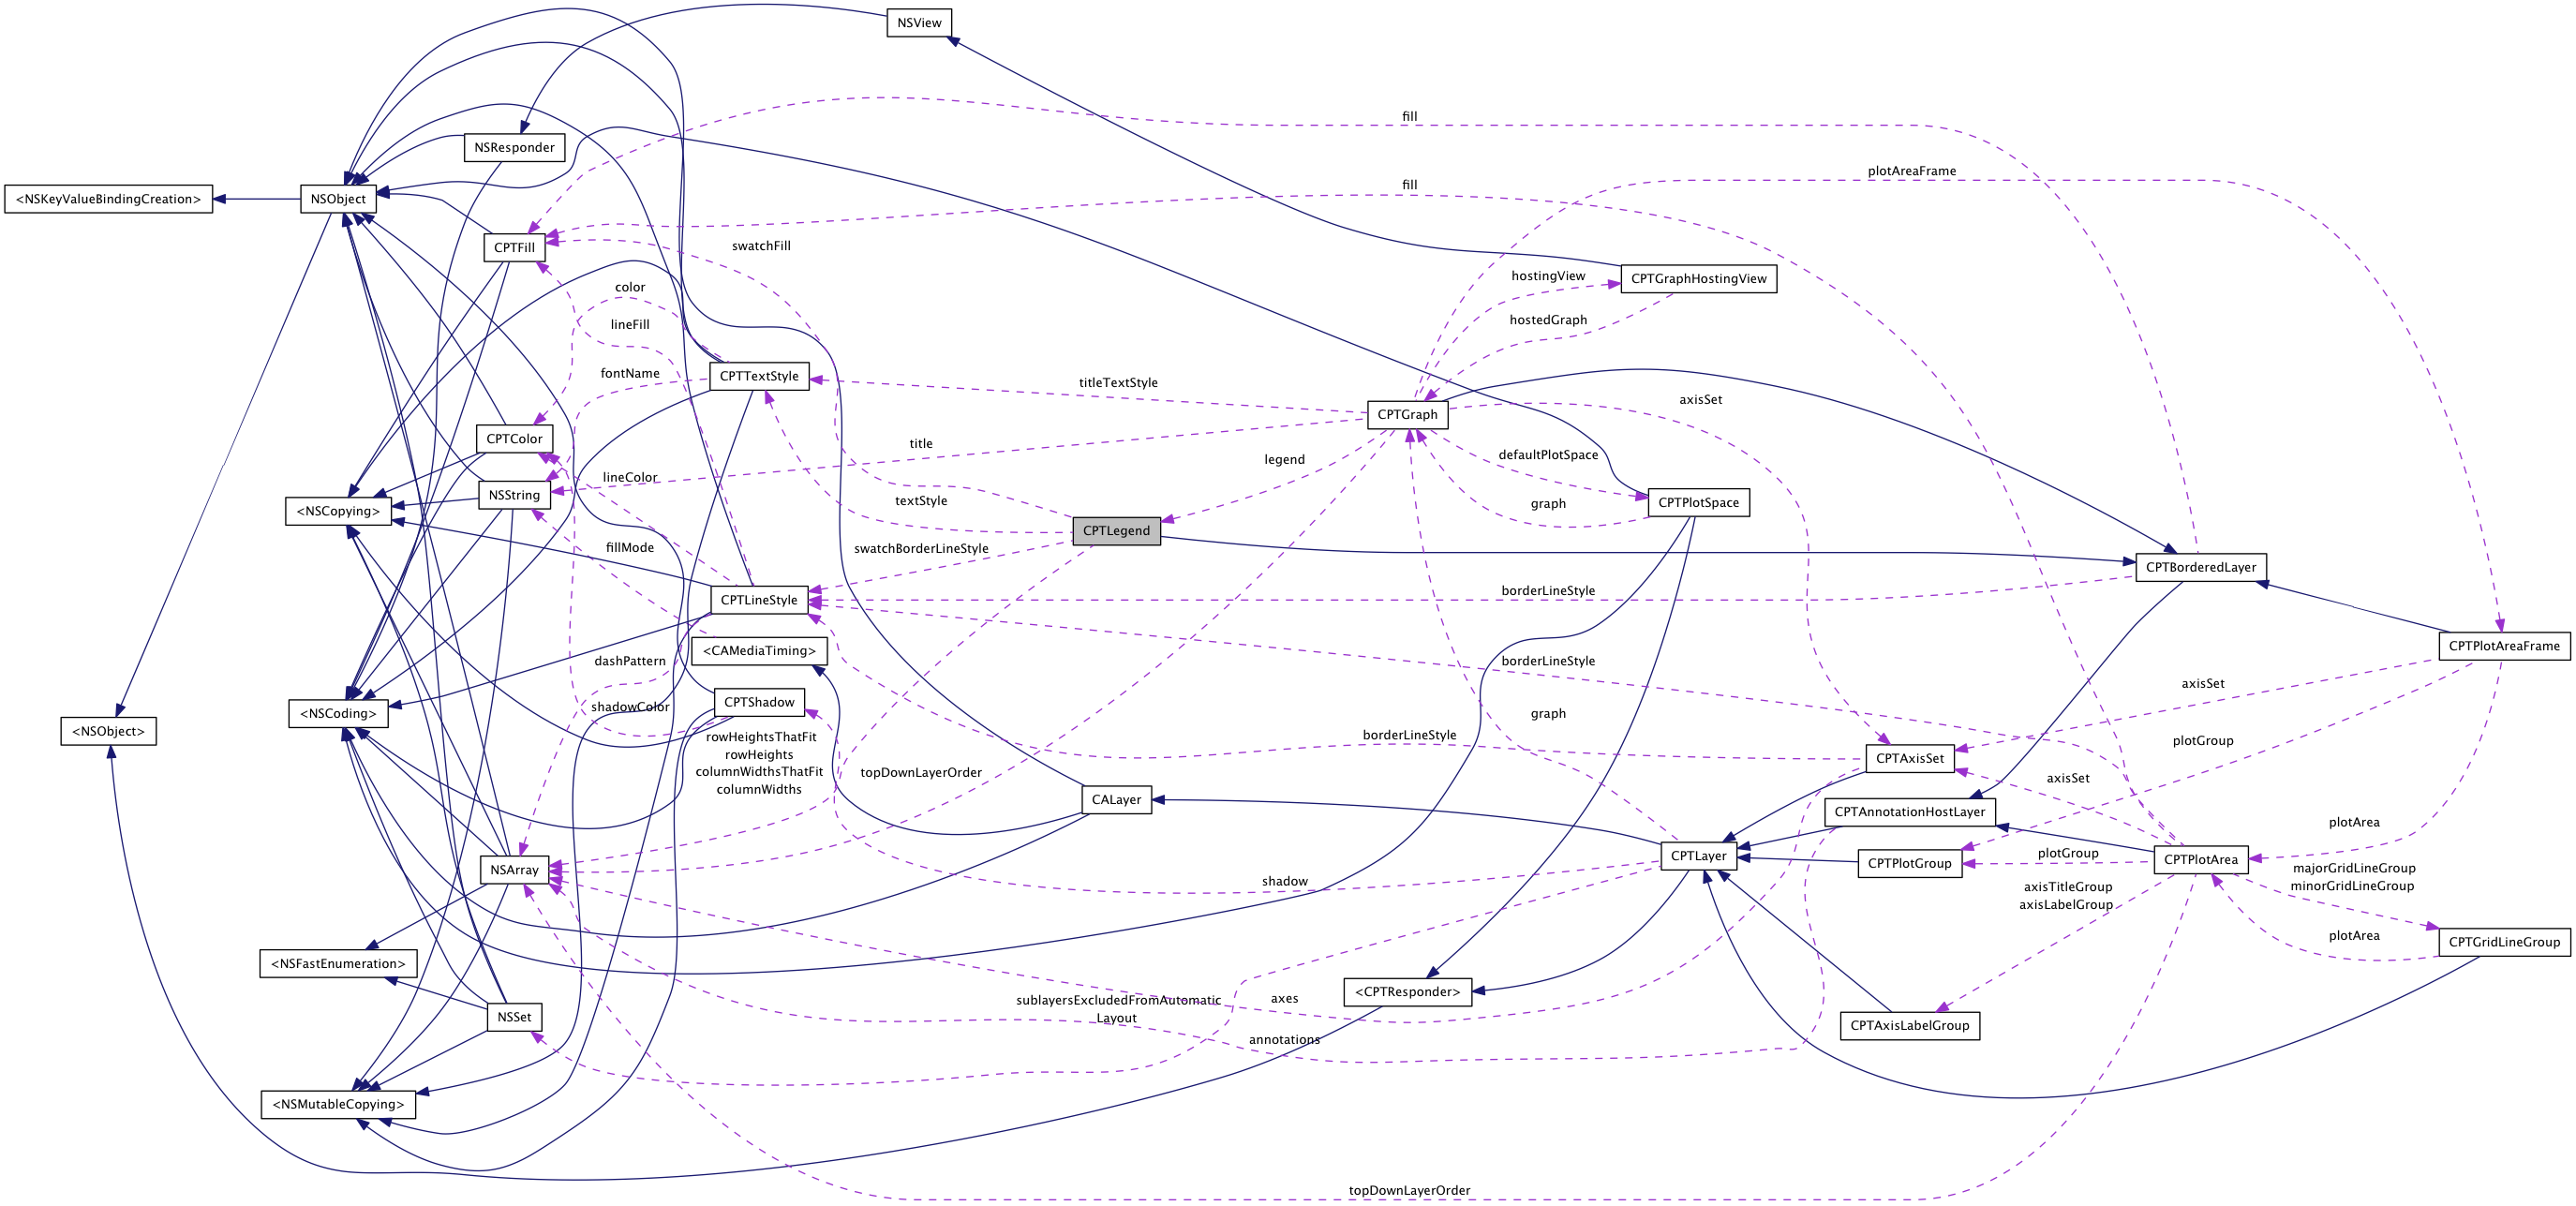 NSView
fill
NSResponder
plotAreaFrame
fill
<NSKeyValueBindingCreation>
NSObject
CPTFill
swatchFill
hostingView
CPTGraphHostingView
color
lineFill
hostedGraph
fontName
CPTTextStyle
titleTextStyle
axisSet
CPTGraph
CPTColor
title
legend
defaultPlotSpace
lineColor
NSString
textStyle
graph
CPTPlotSpace
<NSCopying>
CPTLegend
fillMode
swatchBorderLineStyle
CPTBorderedLayer
borderLineStyle
CPTLineStyle
<CAMediaTiming>
CPTPlotAreaFrame
dashPattern
borderLineStyle
axisSet
CPTShadow
shadowColor
<NSCoding>
graph
<NSObject>
rowHeightsThatFit
rowHeights
columnWidthsThatFit
columnWidths
borderLineStyle
plotGroup
topDownLayerOrder
CPTAxisSet
axisSet
CALayer
CPTAnnotationHostLayer
plotArea
CPTLayer
plotGroup
CPTPlotArea
CPTPlotGroup
NSArray
shadow
majorGridLineGroup
minorGridLineGroup
axisTitleGroup
axisLabelGroup
plotArea
CPTGridLineGroup
<NSFastEnumeration>
<CPTResponder>
sublayersExcludedFromAutomatic
Layout
axes
NSSet
CPTAxisLabelGroup
annotations
<NSMutableCopying>
topDownLayerOrder